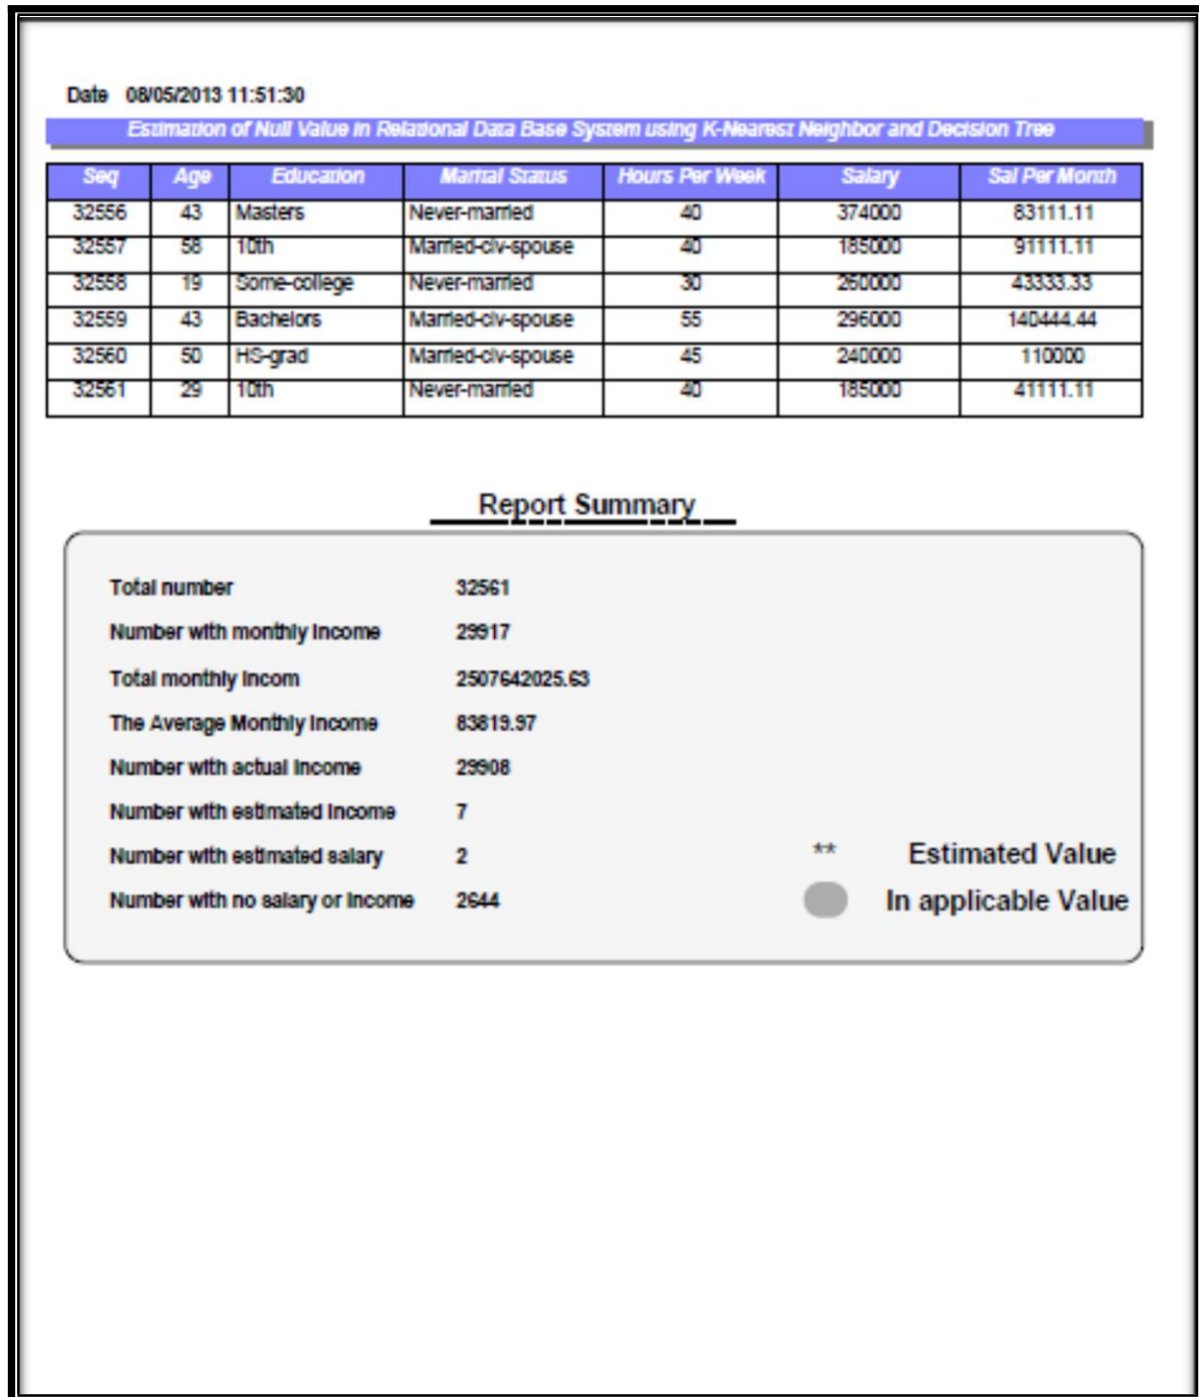 Date 08/05/2013 11:51:30
Estimation of Null Value in Relational Data Base System using K-Nearest Neighbor and Decision Tree
Seq Age Education Marital Status Hours Per Week Salary Sal Per Month
32556 43 Masters Never-married 40 374000 83111.11
32557 58 10th Married-civ-spouse 40 185000 91111.11
32558 19 Some-college Never-married 30 260000 43333.33
32559 43 Bachelors Married-civ-spouse 55 296000 140444.44
32560 50 HS-grad Married-civ-spouse 45 240000 110000
32561 29 10th Never-married 40 185000 41111.11
Report Summary
Total number 32561
Number with monthly income 29917
Total monthly incom 2507642025.63
The Average Monthly income 83819.97
Number with actual income 29908
Number with estimated income 7
Number with estimated salary 2 ** Estimated Value
Number with no salary or income 2644 In applicable Value